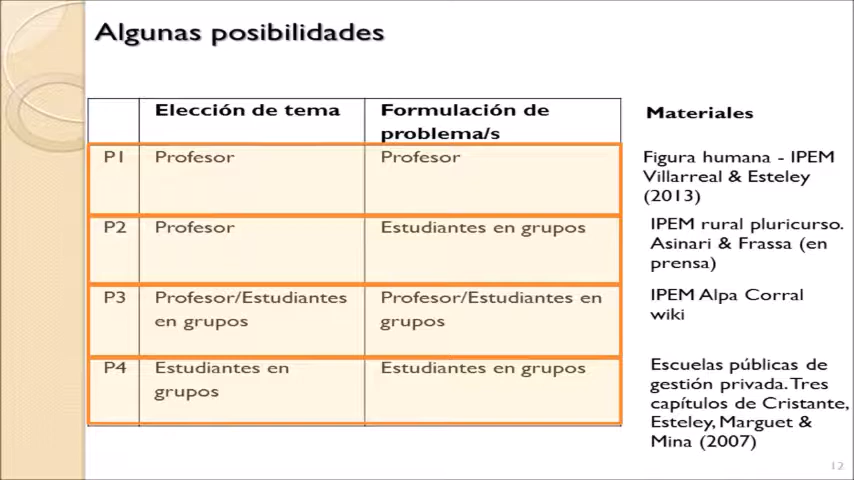 Algunas posibilidades
Elección de tema
Formulación de
problema/s
Materiales
P1
Profesor
Profesor
Figura humana - IPEM
Villarreal & Esteley
(2013)
P2
Profesor
Estudiantes en grupos
IPEM rural pluricurso.
Asinari & Frassa (en
prensa)
P3
Profesor/Estudiantes
en grupos
Profesor/Estudiantes en
grupos
IPEM Alpa Corral
wiki
P4
Estudiantes en
grupos
Estudiantes en grupos
Escuelas públicas de
gestión privada. Tres
capítulos de Cristante,
Esteley, Marguet &
Mina (2007)
12